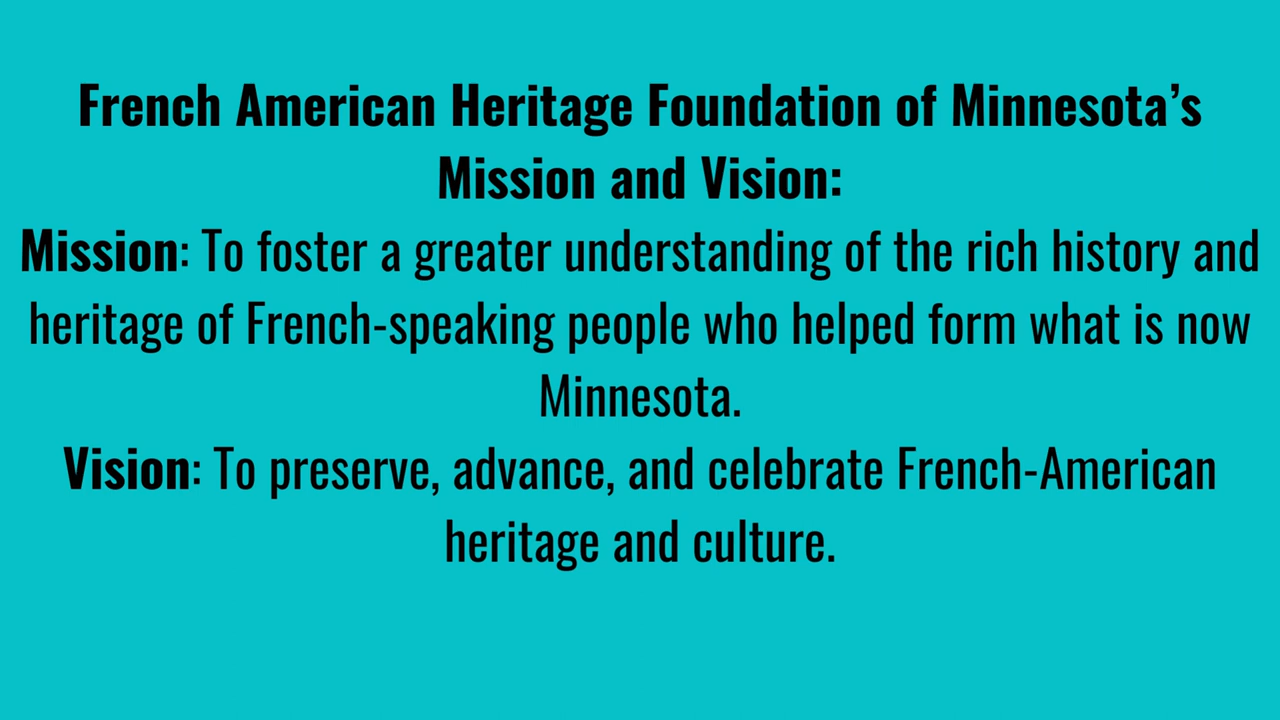 French American Heritage Foundation of Minnesota’s
Mission and Vision:
Mission: To foster a greater understanding of the rich history and
heritage of French-speaking people who helped form what is now
Minnesota.
Vision: To preserve, advance, and celebrate French-American
heritage and culture.